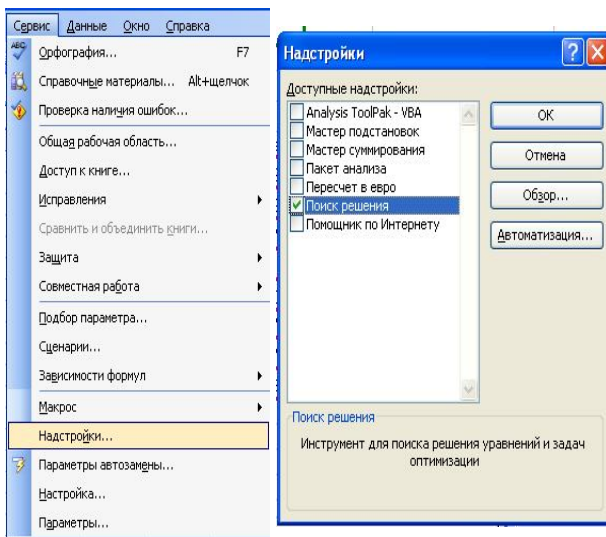 Сервис Данные Окно Справка
Орфография... F7
Справочные материалы... Alt+щелчок
Проверка наличия ошибок...
Общая рабочая область...
Доступ к книге...
Исправления
Сравнить и объединить книги...
Защита
Совместная работа
Подбор параметра...
Сценарии...
Зависимости формул
Макрос
Надстройки...
Параметры автозамены...
Настройка...
Параметры...
Надстройки
Доступные надстройки:
Analysis ToolPak - VBA
Мастер подстановок
Мастер суммирования
Пакет анализа
Пересчет в евро
Поиск решения
Помощник по Интернету
ОК
Отмена
Обзор...
Автоматизация...
Поиск решения
Инструмент для поиска решения уравнений и задач
оптимизации